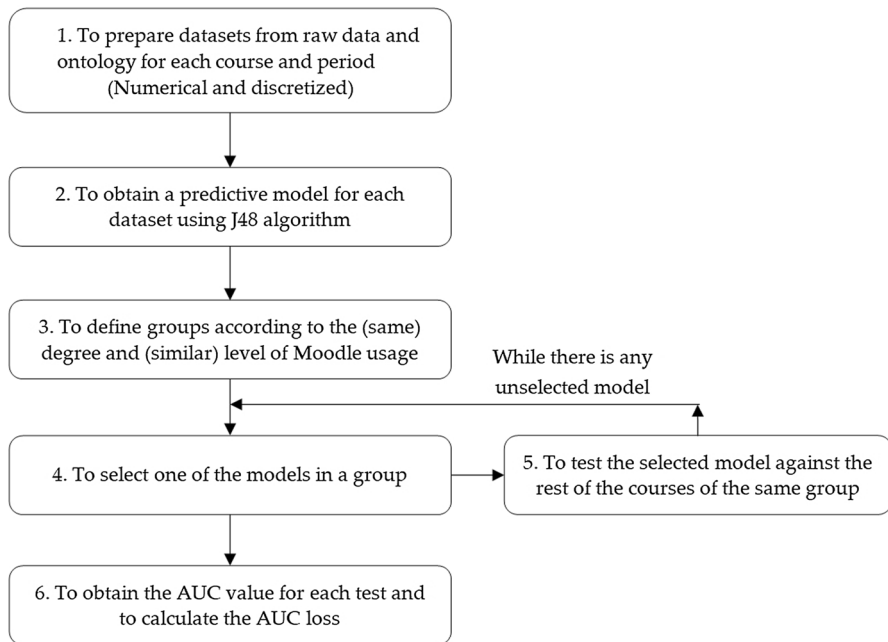 1. To prepare datasets from raw data and
ontology for each course and period
(Numerical and discretized)
2. To obtain a predictive model for each
dataset using J48 algorithm
3. To define groups according to the (same)
degree and (similar) level of Moodle usage
While there is any
unselected model
4. To select one of the models in a group
5. To test the selected model against the
rest of the courses of the same group
6. To obtain the AUC value for each test and
to calculate the AUC loss